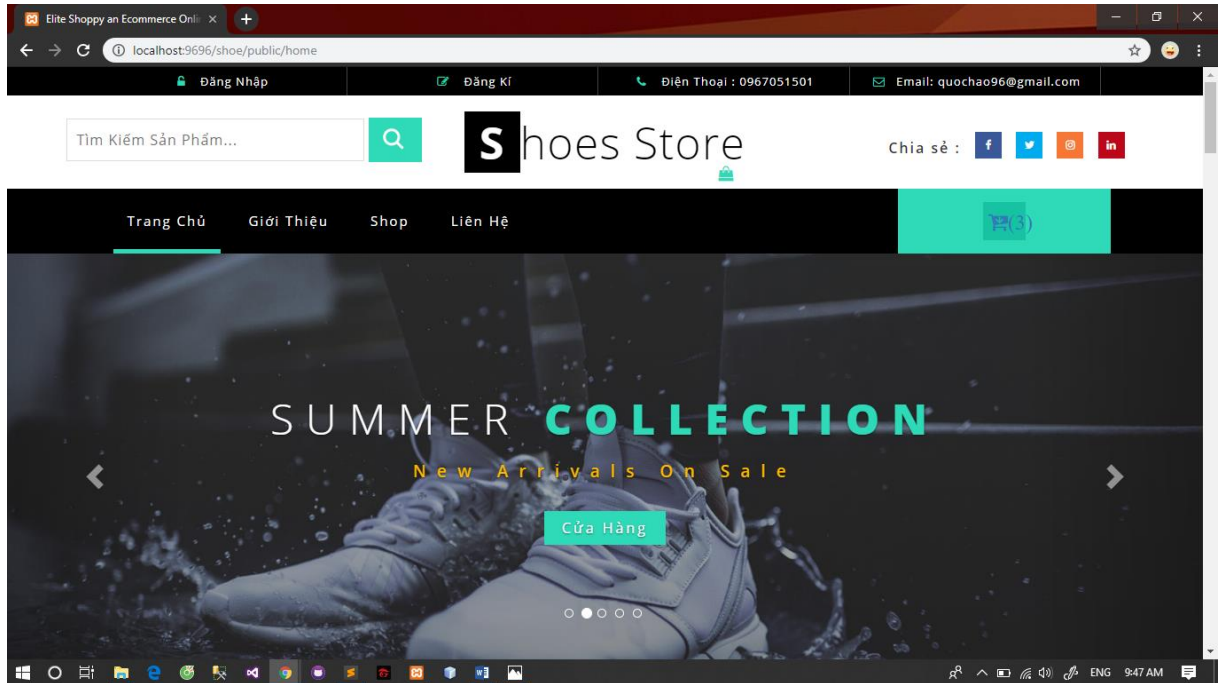 Elite Shoppy an Ecommerce Onli
localhost:9696/shoe/public/home
Đăng Nhập Đăng Kí Điện Thoại : 0967051501 Email: quochao96@gmail.com
Tìm Kiếm Sản Phẩm...
Shoes Store
Chia sẻ :
Trang Chủ Giới Thiệu Shop Liên Hệ (3)
SUMMER COLLECTION
New Arrivals On Sale
Cửa Hàng
ENG 9:47 AM